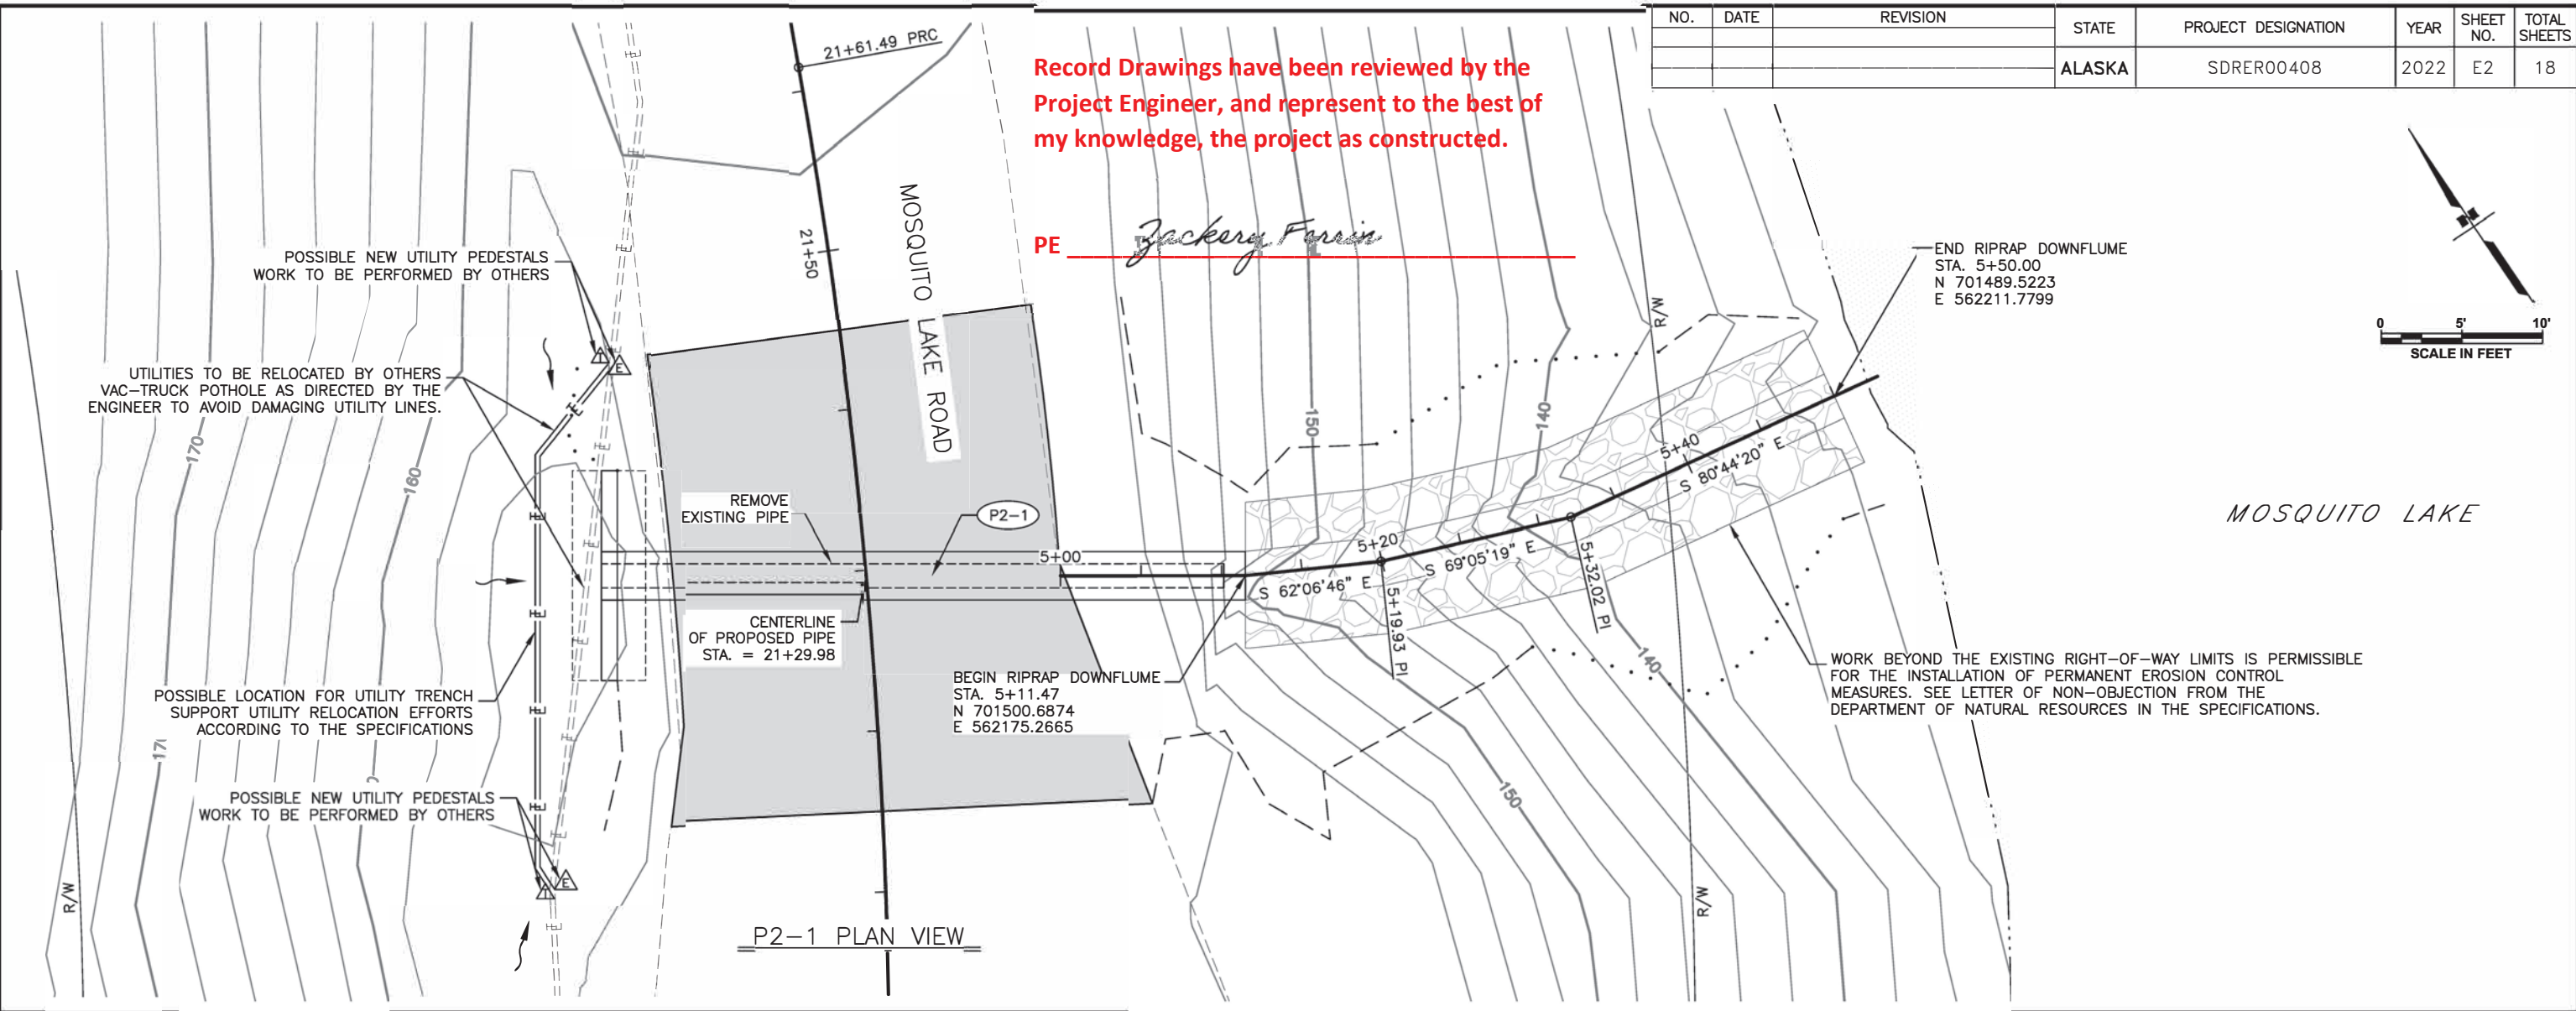 NO. DATE REVISION STATE PROJECT DESIGNATION YEAR SHEET NO. TOTAL SHEETS
ALASKA SDRER00408 2022 E2 18
Record Drawings have been reviewed by the
Project Engineer, and represent to the best of
my knowledge, the project as constructed.
PE Zackery Farrin
21+61.49 PRC
21+50
MOSQUITO LAKE ROAD
POSSIBLE NEW UTILITY PEDESTALS
WORK TO BE PERFORMED BY OTHERS
UTILITIES TO BE RELOCATED BY OTHERS
VAC-TRUCK POTHOLE AS DIRECTED BY THE
ENGINEER TO AVOID DAMAGING UTILITY LINES.
T
E
170
160
REMOVE
EXISTING PIPE
P2-1
5+00
CENTERLINE
OF PROPOSED PIPE
STA. = 21+29.98
BEGIN RIPRAP DOWNFLUME
STA. 5+11.47
N 701500.6874
E 562175.2665
POSSIBLE LOCATION FOR UTILITY TRENCH
SUPPORT UTILITY RELOCATION EFFORTS
ACCORDING TO THE SPECIFICATIONS
POSSIBLE NEW UTILITY PEDESTALS
WORK TO BE PERFORMED BY OTHERS
T
E
R/W
150
140
R/W
5+20
S 62°06'46" E
S 69°05'19" E
5+40
S 80°44'20" E
5+19.93 PI
5+32.02 PI
140
150
R/W
END RIPRAP DOWNFLUME
STA. 5+50.00
N 701489.5223
E 562211.7799
0 5' 10'
SCALE IN FEET
MOSQUITO LAKE
WORK BEYOND THE EXISTING RIGHT-OF-WAY LIMITS IS PERMISSIBLE
FOR THE INSTALLATION OF PERMANENT EROSION CONTROL
MEASURES. SEE LETTER OF NON-OBJECTION FROM THE
DEPARTMENT OF NATURAL RESOURCES IN THE SPECIFICATIONS.
P2-1 PLAN VIEW